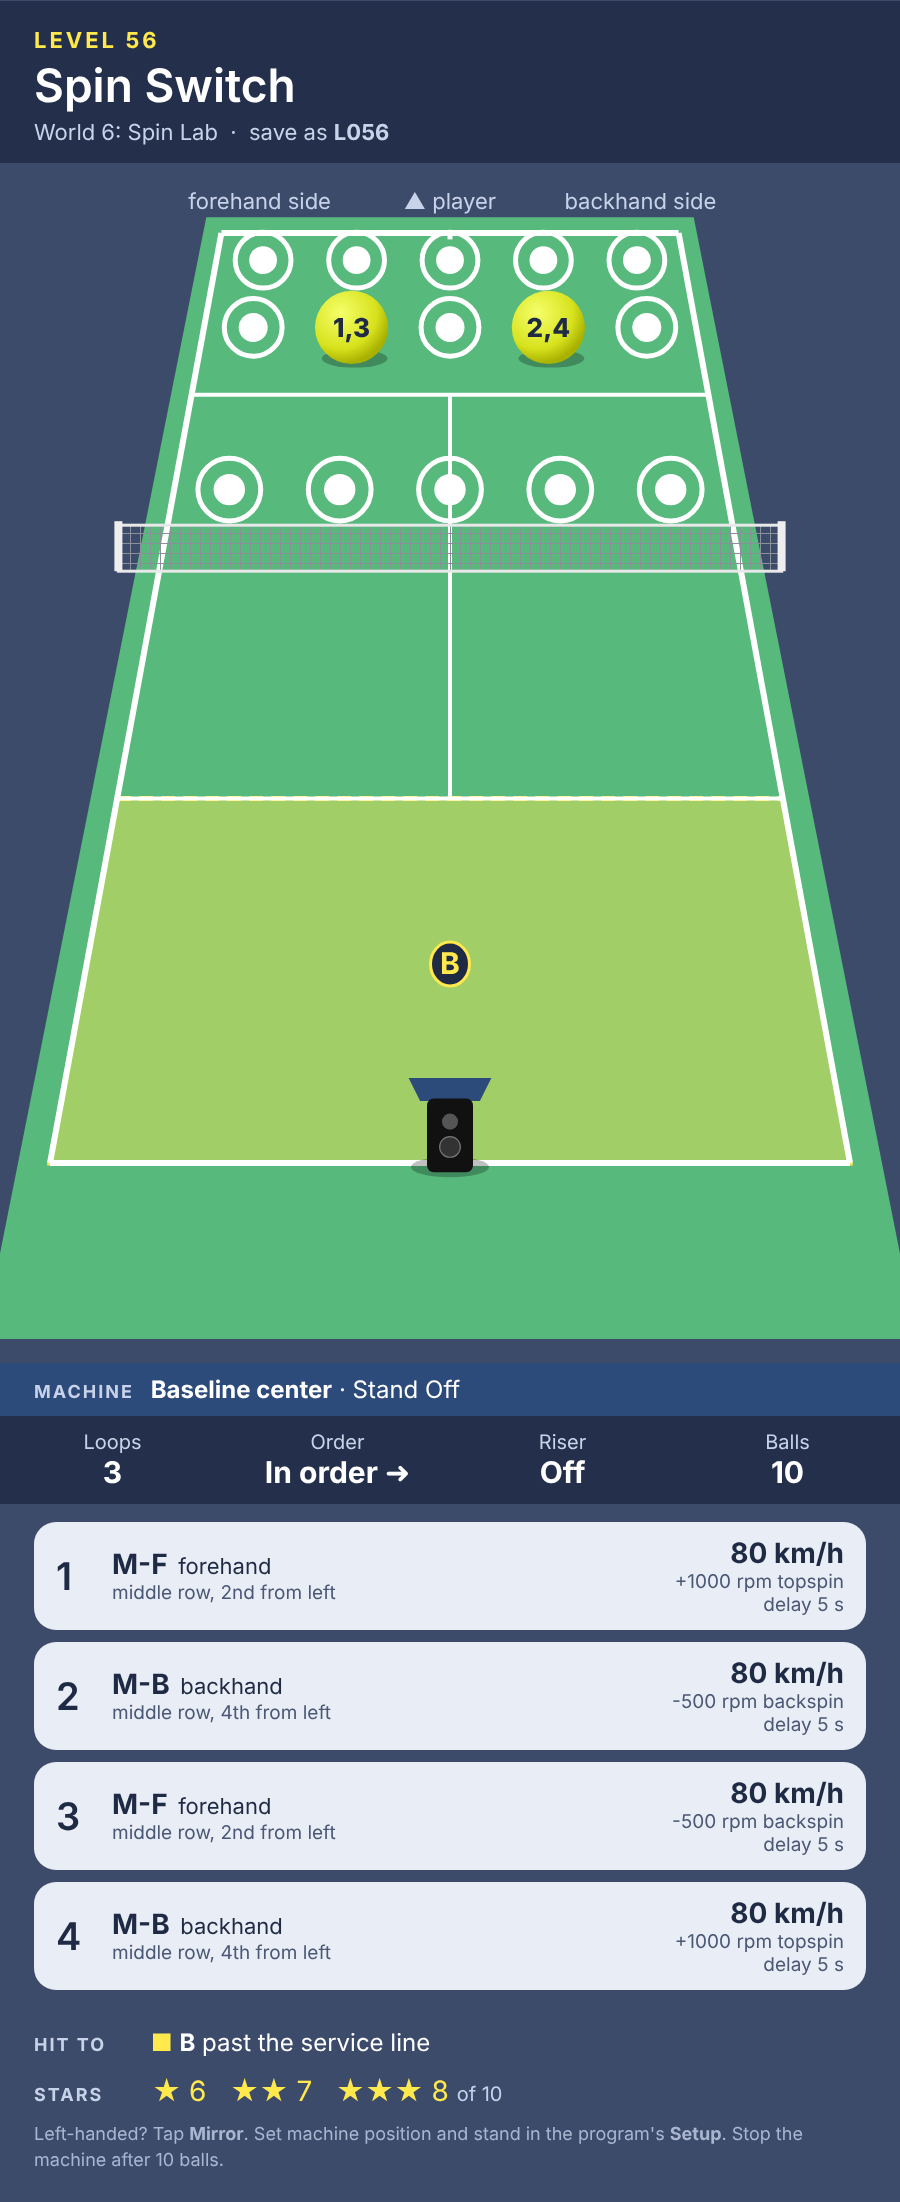 LEVEL 56
Spin Switch
World 6: Spin Lab · save as L056
forehand side ▲ player backhand side
1,3 2,4
B
MACHINE Baseline center · Stand Off
Loops Order Riser Balls
3 In order ➔ Off 10
1 M-F forehand 80 km/h
middle row, 2nd from left +1000 rpm topspin
delay 5 s
2 M-B backhand 80 km/h
middle row, 4th from left -500 rpm backspin
delay 5 s
3 M-F forehand 80 km/h
middle row, 2nd from left -500 rpm backspin
delay 5 s
4 M-B backhand 80 km/h
middle row, 4th from left +1000 rpm topspin
delay 5 s
HIT TO B past the service line
STARS ★ 6 ★★ 7 ★★★ 8 of 10
Left-handed? Tap Mirror. Set machine position and stand in the program's Setup. Stop the
machine after 10 balls.